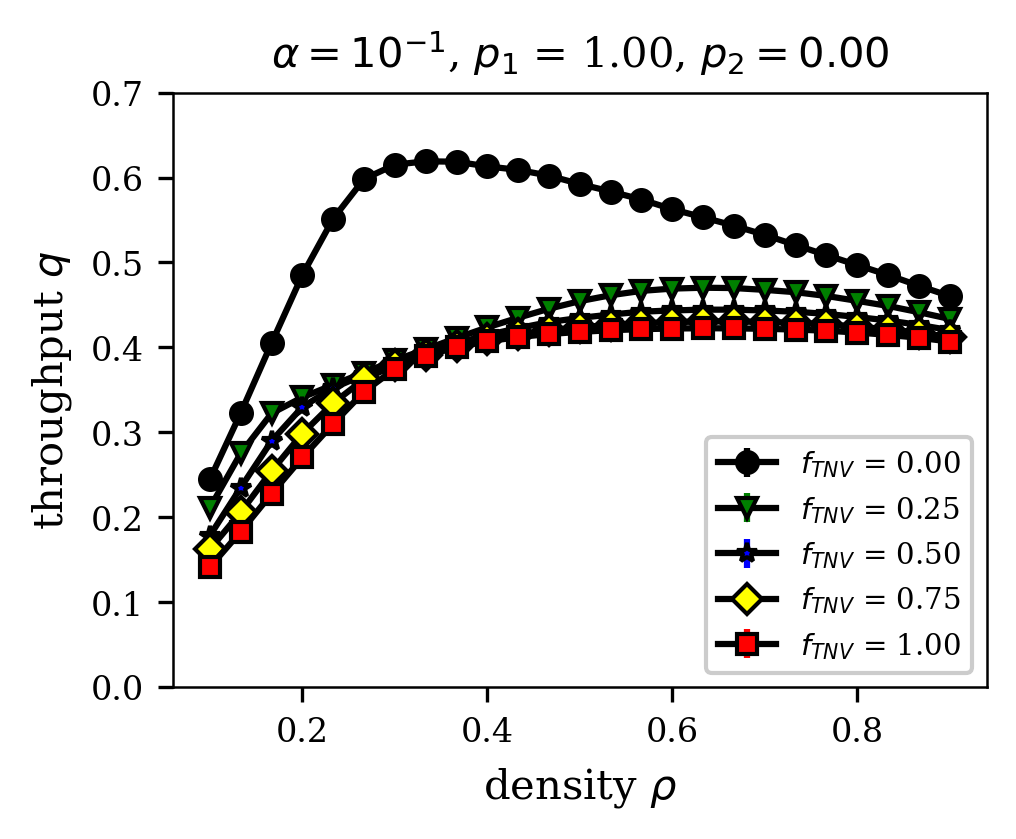 α = 10⁻¹, p₁ = 1.00, p₂ = 0.00
throughput q
0.7
0.6
0.5
0.4
0.3
0.2
0.1
0.0
f_TNV = 0.00
f_TNV = 0.25
f_TNV = 0.50
f_TNV = 0.75
f_TNV = 1.00
0.2 0.4 0.6 0.8
density ρ